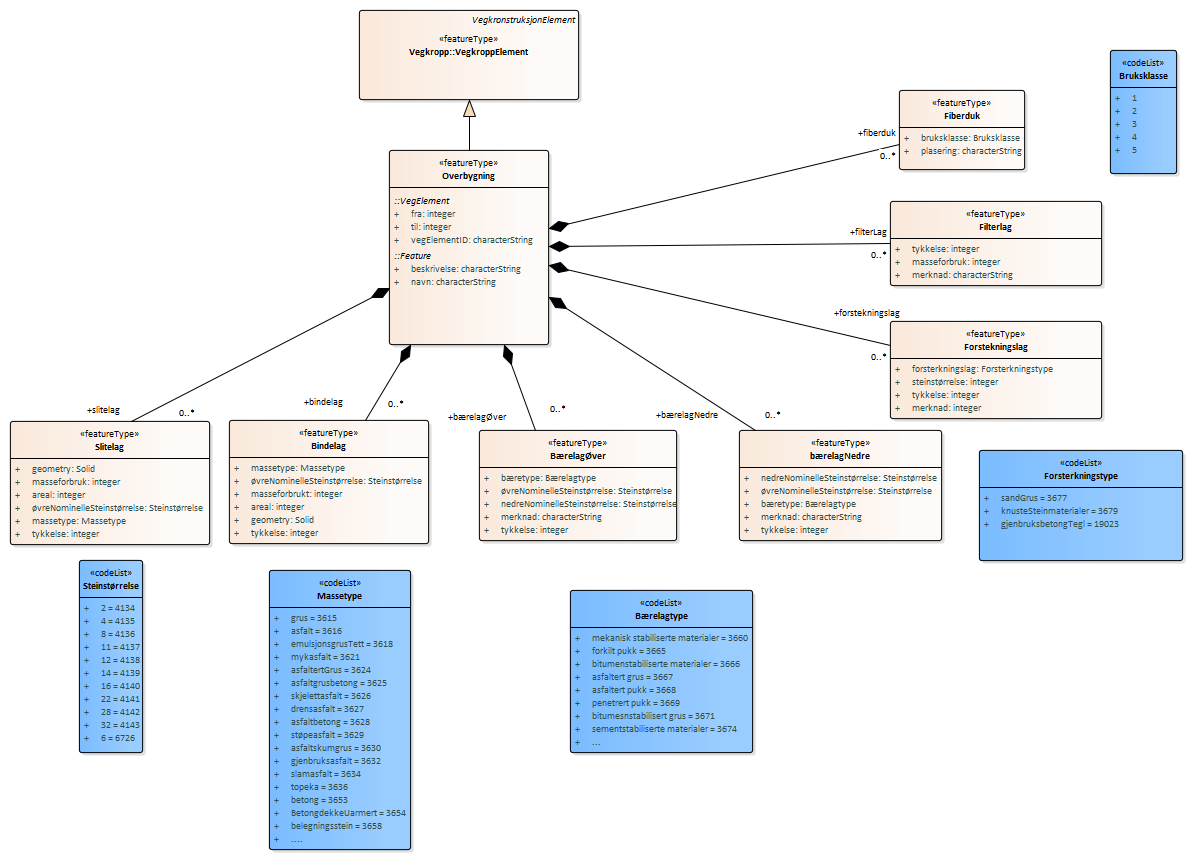 VegkronstruksjonElement
«featureType»
Vegkropp::VegkroppElement
«featureType»
Overbygning
::VegElement
+ fra: integer
+ til: integer
+ vegElementID: characterString
::Feature
+ beskrivelse: characterString
+ navn: characterString
+fiberduk
0..*
«featureType»
Fiberduk
+ bruksklasse: Bruksklasse
+ plasering: characterString
«codeList»
Bruksklasse
+ 1
+ 2
+ 3
+ 4
+ 5
+filterLag
0..*
«featureType»
Filterlag
+ tykkelse: integer
+ masseforbruk: integer
+ merknad: characterString
+forstekningslag
0..*
«featureType»
Forstekningslag
+ forsterkningslag: Forsterkningstype
+ steinstørrelse: integer
+ tykkelse: integer
+ merknad: integer
+slitelag
0..*
«featureType»
Slitelag
+ geometry: Solid
+ masseforbruk: integer
+ areal: integer
+ øvreNominelleSteinstørrelse: Steinstørrelse
+ massetype: Massetype
+ tykkelse: integer
+bindelag
0..*
«featureType»
Bindelag
+ massetype: Massetype
+ øvreNominelleSteinstørrelse: Steinstørrelse
+ masseforbrukt: integer
+ areal: integer
+ geometry: Solid
+ tykkelse: integer
+bærelagØver
0..*
«featureType»
BærelagØver
+ bæretype: Bærelagtype
+ øvreNominelleSteinstørrelse: Steinstørrelse
+ nedreNominelleSteinstørrelse: Steinstørrelse
+ merknad: characterString
+ tykkelse: integer
+bærelagNedre
0..*
«featureType»
bærelagNedre
+ nedreNominelleSteinstørrelse: Steinstørrelse
+ øvreNominelleSteinstørrelse: Steinstørrelse
+ bæretype: Bærelagtype
+ merknad: characterString
+ tykkelse: integer
«codeList»
Forsterkningstype
+ sandGrus = 3677
+ knusteSteinmaterialer = 3679
+ gjenbruksbetongTegl = 19023
«codeList»
Steinstørrelse
+ 2 = 4134
+ 4 = 4135
+ 8 = 4136
+ 11 = 4137
+ 12 = 4138
+ 14 = 4139
+ 16 = 4140
+ 22 = 4141
+ 28 = 4142
+ 32 = 4143
+ 6 = 6726
«codeList»
Massetype
+ grus = 3615
+ asfalt = 3616
+ emulsjonsgrusTett = 3618
+ mykasfalt = 3621
+ asfaltertGrus = 3624
+ asfaltgrusbetong = 3625
+ skjelettasfalt = 3626
+ drensasfalt = 3627
+ asfaltbetong = 3628
+ støpeasfalt = 3629
+ asfaltskumgrus = 3630
+ gjenbruksasfalt = 3632
+ slamasfalt = 3634
+ topeka = 3636
+ betong = 3653
+ BetongdekkeUarmert = 3654
+ belegningsstein = 3658
+ ....
«codeList»
Bærelagtype
+ mekanisk stabiliserte materialer = 3660
+ forkilt pukk = 3665
+ bitumenstabiliserte materialer = 3666
+ asfaltert grus = 3667
+ asfaltert pukk = 3668
+ penetrert pukk = 3669
+ bitumesnstabilisert grus = 3671
+ sementstabiliserte materialer = 3674
+ ...